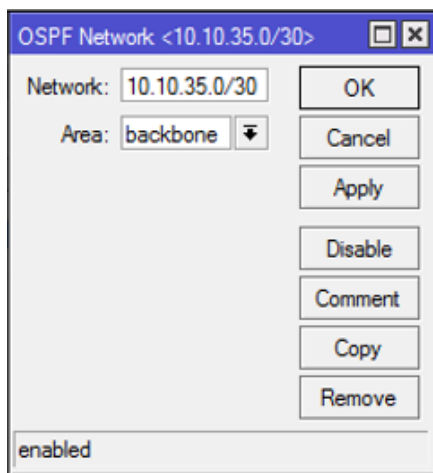 OSPF Network <10.10.35.0/30>
Network: 10.10.35.0/30 OK
Area: backbone Cancel
Apply
Disable
Comment
Copy
Remove
enabled